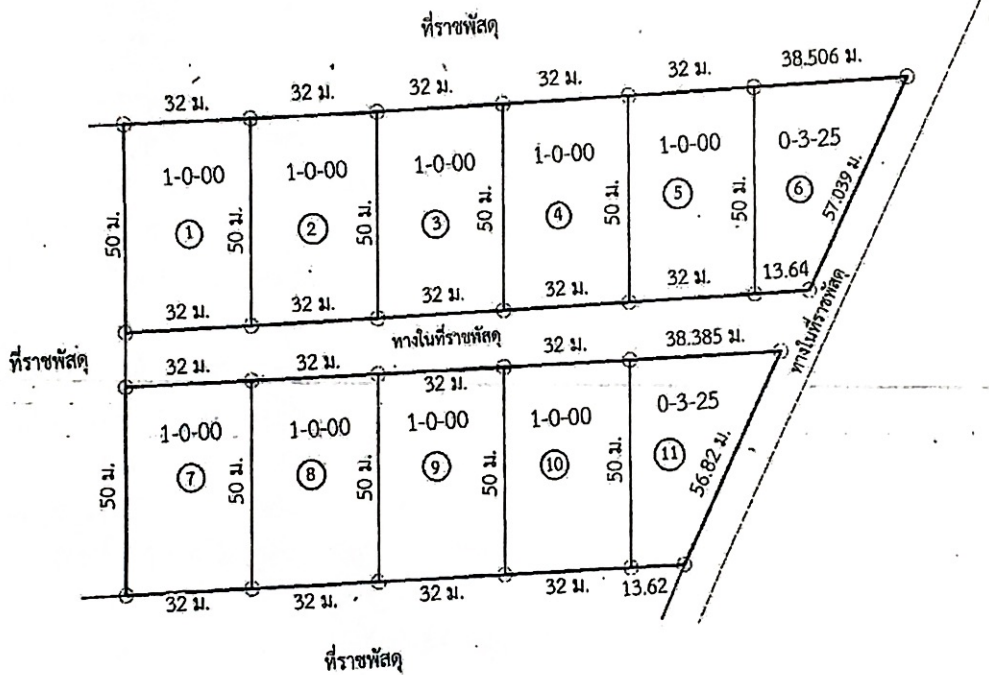 ที่ราชพัสดุ
32 ม. 32 ม. 32 ม. 32 ม. 32 ม. 38.506 ม.
1-0-00 1-0-00 1-0-00 1-0-00 1-0-00 0-3-25
50 ม. 1 50 ม. 2 50 ม. 3 50 ม. 4 50 ม. 5 50 ม. 6 57.039 ม.
32 ม. 32 ม. 32 ม. 32 ม. 32 ม. 13.64
ที่ราชพัสดุ
ทางในที่ราชพัสดุ
ทางในที่ราชพัสดุ
32 ม. 32 ม. 32 ม. 32 ม. 38.385 ม.
1-0-00 1-0-00 1-0-00 1-0-00 0-3-25
50 ม. 7 50 ม. 8 50 ม. 9 50 ม. 10 50 ม. 11 56.82 ม.
32 ม. 32 ม. 32 ม. 32 ม. 13.62
ที่ราชพัสดุ